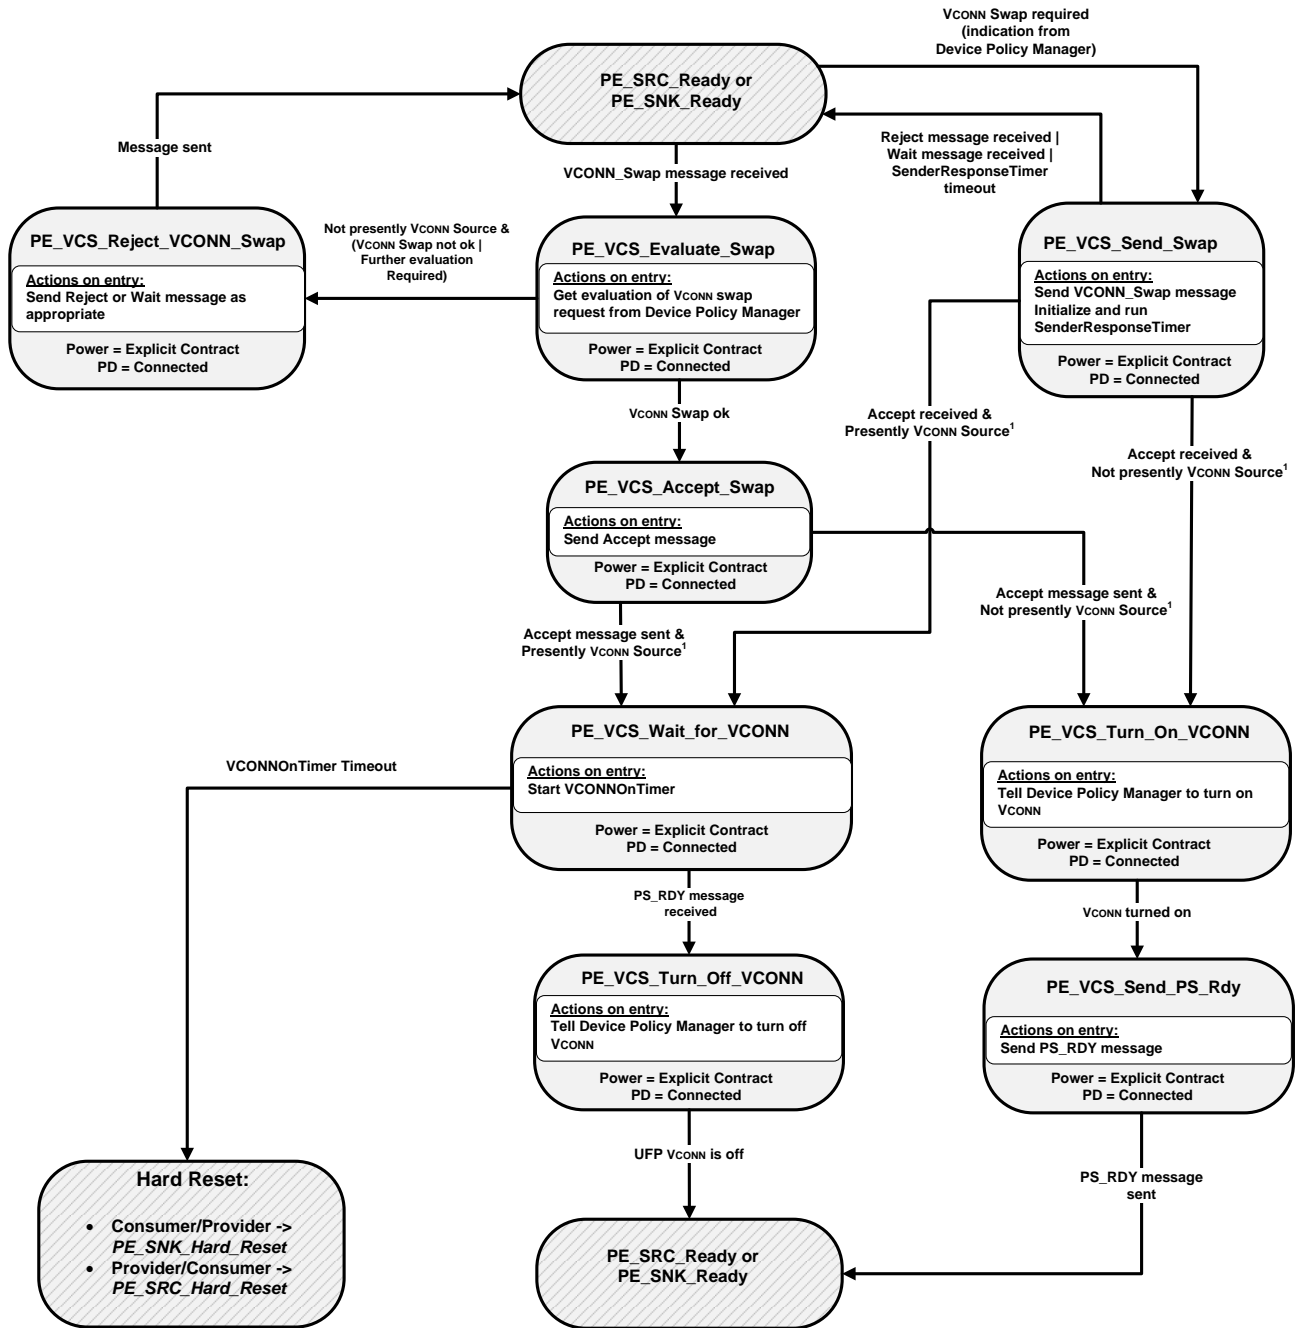 VCONN Swap required
(indication from
Device Policy Manager)
PE_SRC_Ready or
PE_SNK_Ready
Message sent
Reject message received |
Wait message received |
SenderResponseTimer
timeout
VCONN_Swap message received
PE_VCS_Reject_VCONN_Swap
Actions on entry:
Send Reject or Wait message as
appropriate
Power = Explicit Contract
PD = Connected
Not presently VCONN Source &
(VCONN Swap not ok |
Further evaluation
Required)
PE_VCS_Evaluate_Swap
Actions on entry:
Get evaluation of VCONN swap
request from Device Policy Manager
Power = Explicit Contract
PD = Connected
PE_VCS_Send_Swap
Actions on entry:
Send VCONN_Swap message
Initialize and run
SenderResponseTimer
Power = Explicit Contract
PD = Connected
VCONN Swap ok
Accept received &
Presently VCONN Source1
Accept received &
Not presently VCONN Source1
PE_VCS_Accept_Swap
Actions on entry:
Send Accept message
Power = Explicit Contract
PD = Connected
Accept message sent &
Not presently VCONN Source1
Accept message sent &
Presently VCONN Source1
PE_VCS_Wait_for_VCONN
Actions on entry:
Start VCONNOnTimer
Power = Explicit Contract
PD = Connected
PE_VCS_Turn_On_VCONN
Actions on entry:
Tell Device Policy Manager to turn on
VCONN
Power = Explicit Contract
PD = Connected
VCONNOnTimer Timeout
PS_RDY message
received
VCONN turned on
PE_VCS_Turn_Off_VCONN
Actions on entry:
Tell Device Policy Manager to turn off
VCONN
Power = Explicit Contract
PD = Connected
PE_VCS_Send_PS_Rdy
Actions on entry:
Send PS_RDY message
Power = Explicit Contract
PD = Connected
UFP VCONN is off
PS_RDY message
sent
Hard Reset:
• Consumer/Provider ->
PE_SNK_Hard_Reset
• Provider/Consumer ->
PE_SRC_Hard_Reset
PE_SRC_Ready or
PE_SNK_Ready